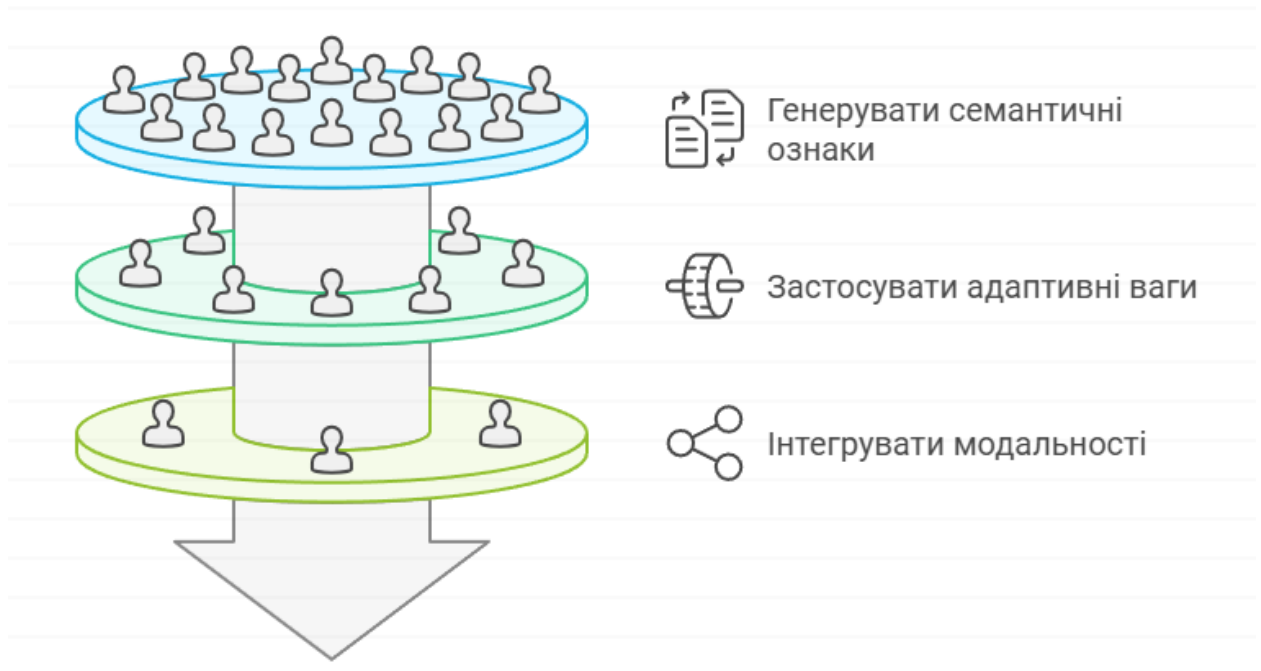 Генерувати семантичні
ознаки
Застосувати адаптивні ваги
Інтегрувати модальності